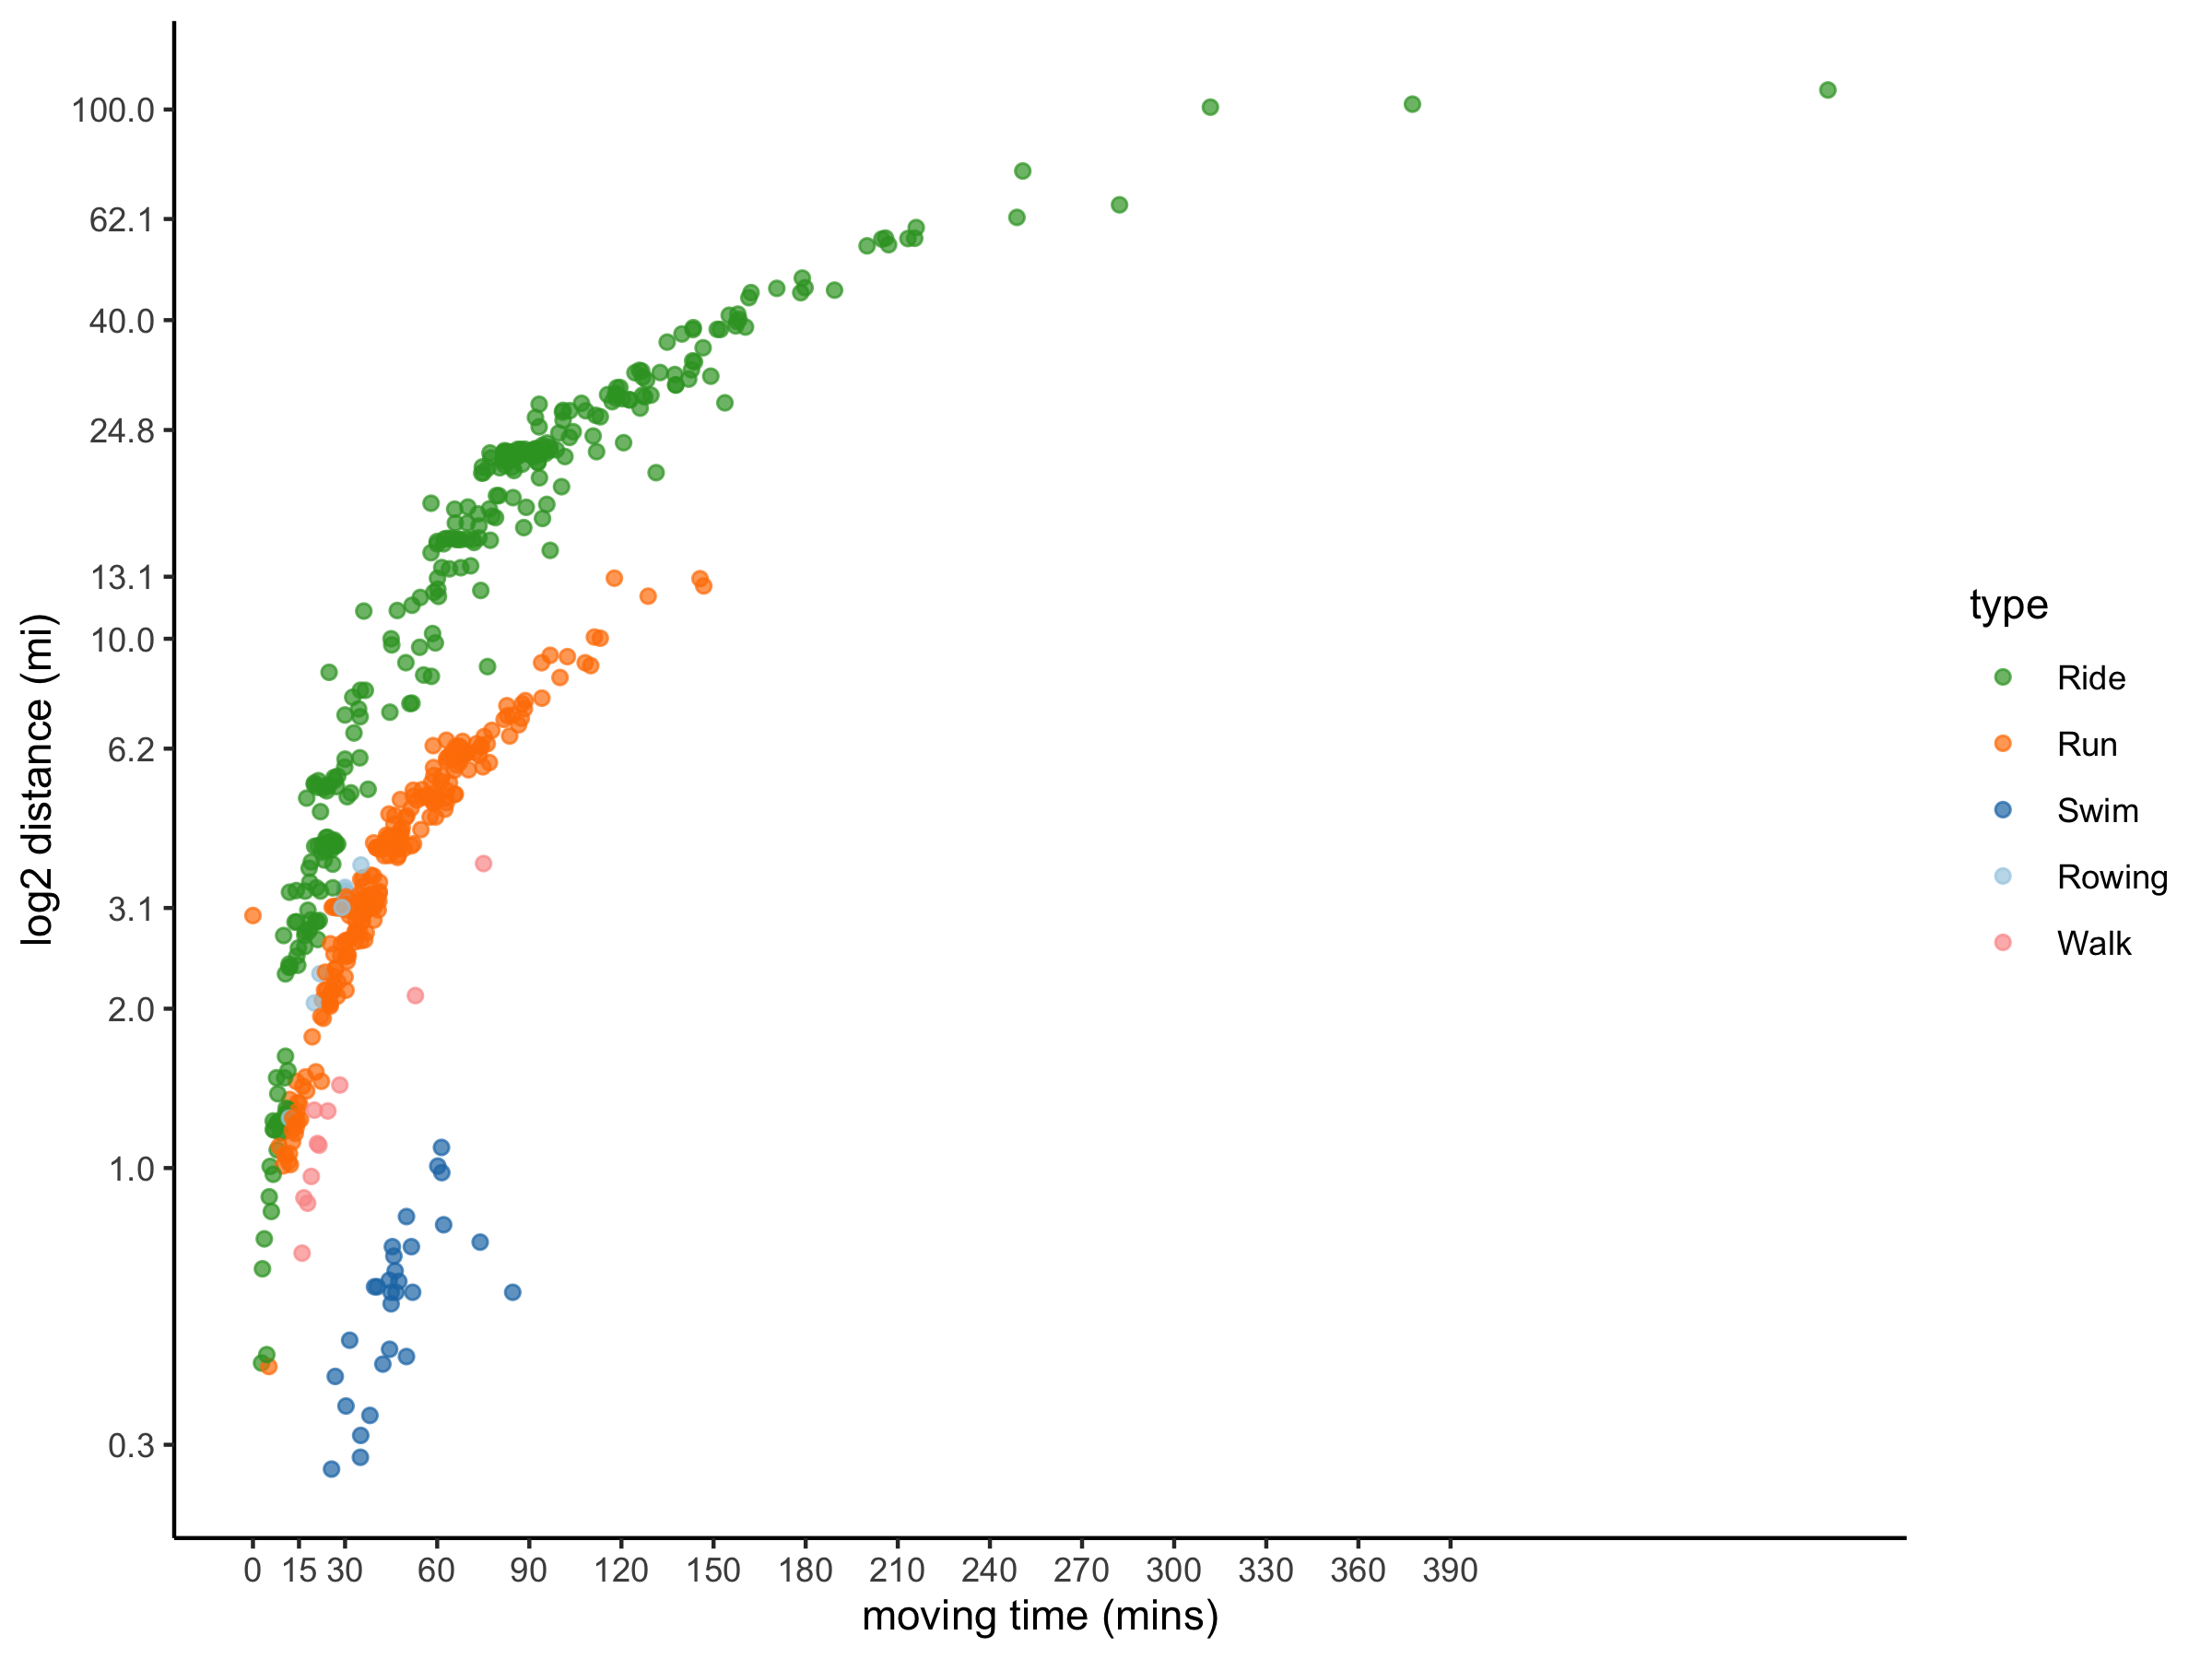 log2 distance (mi)
100.0
62.1
40.0
24.8
13.1
10.0
6.2
3.1
2.0
1.0
0.3
0 15 30 60 90 120 150 180 210 240 270 300 330 360 390
moving time (mins)
type
Ride
Run
Swim
Rowing
Walk